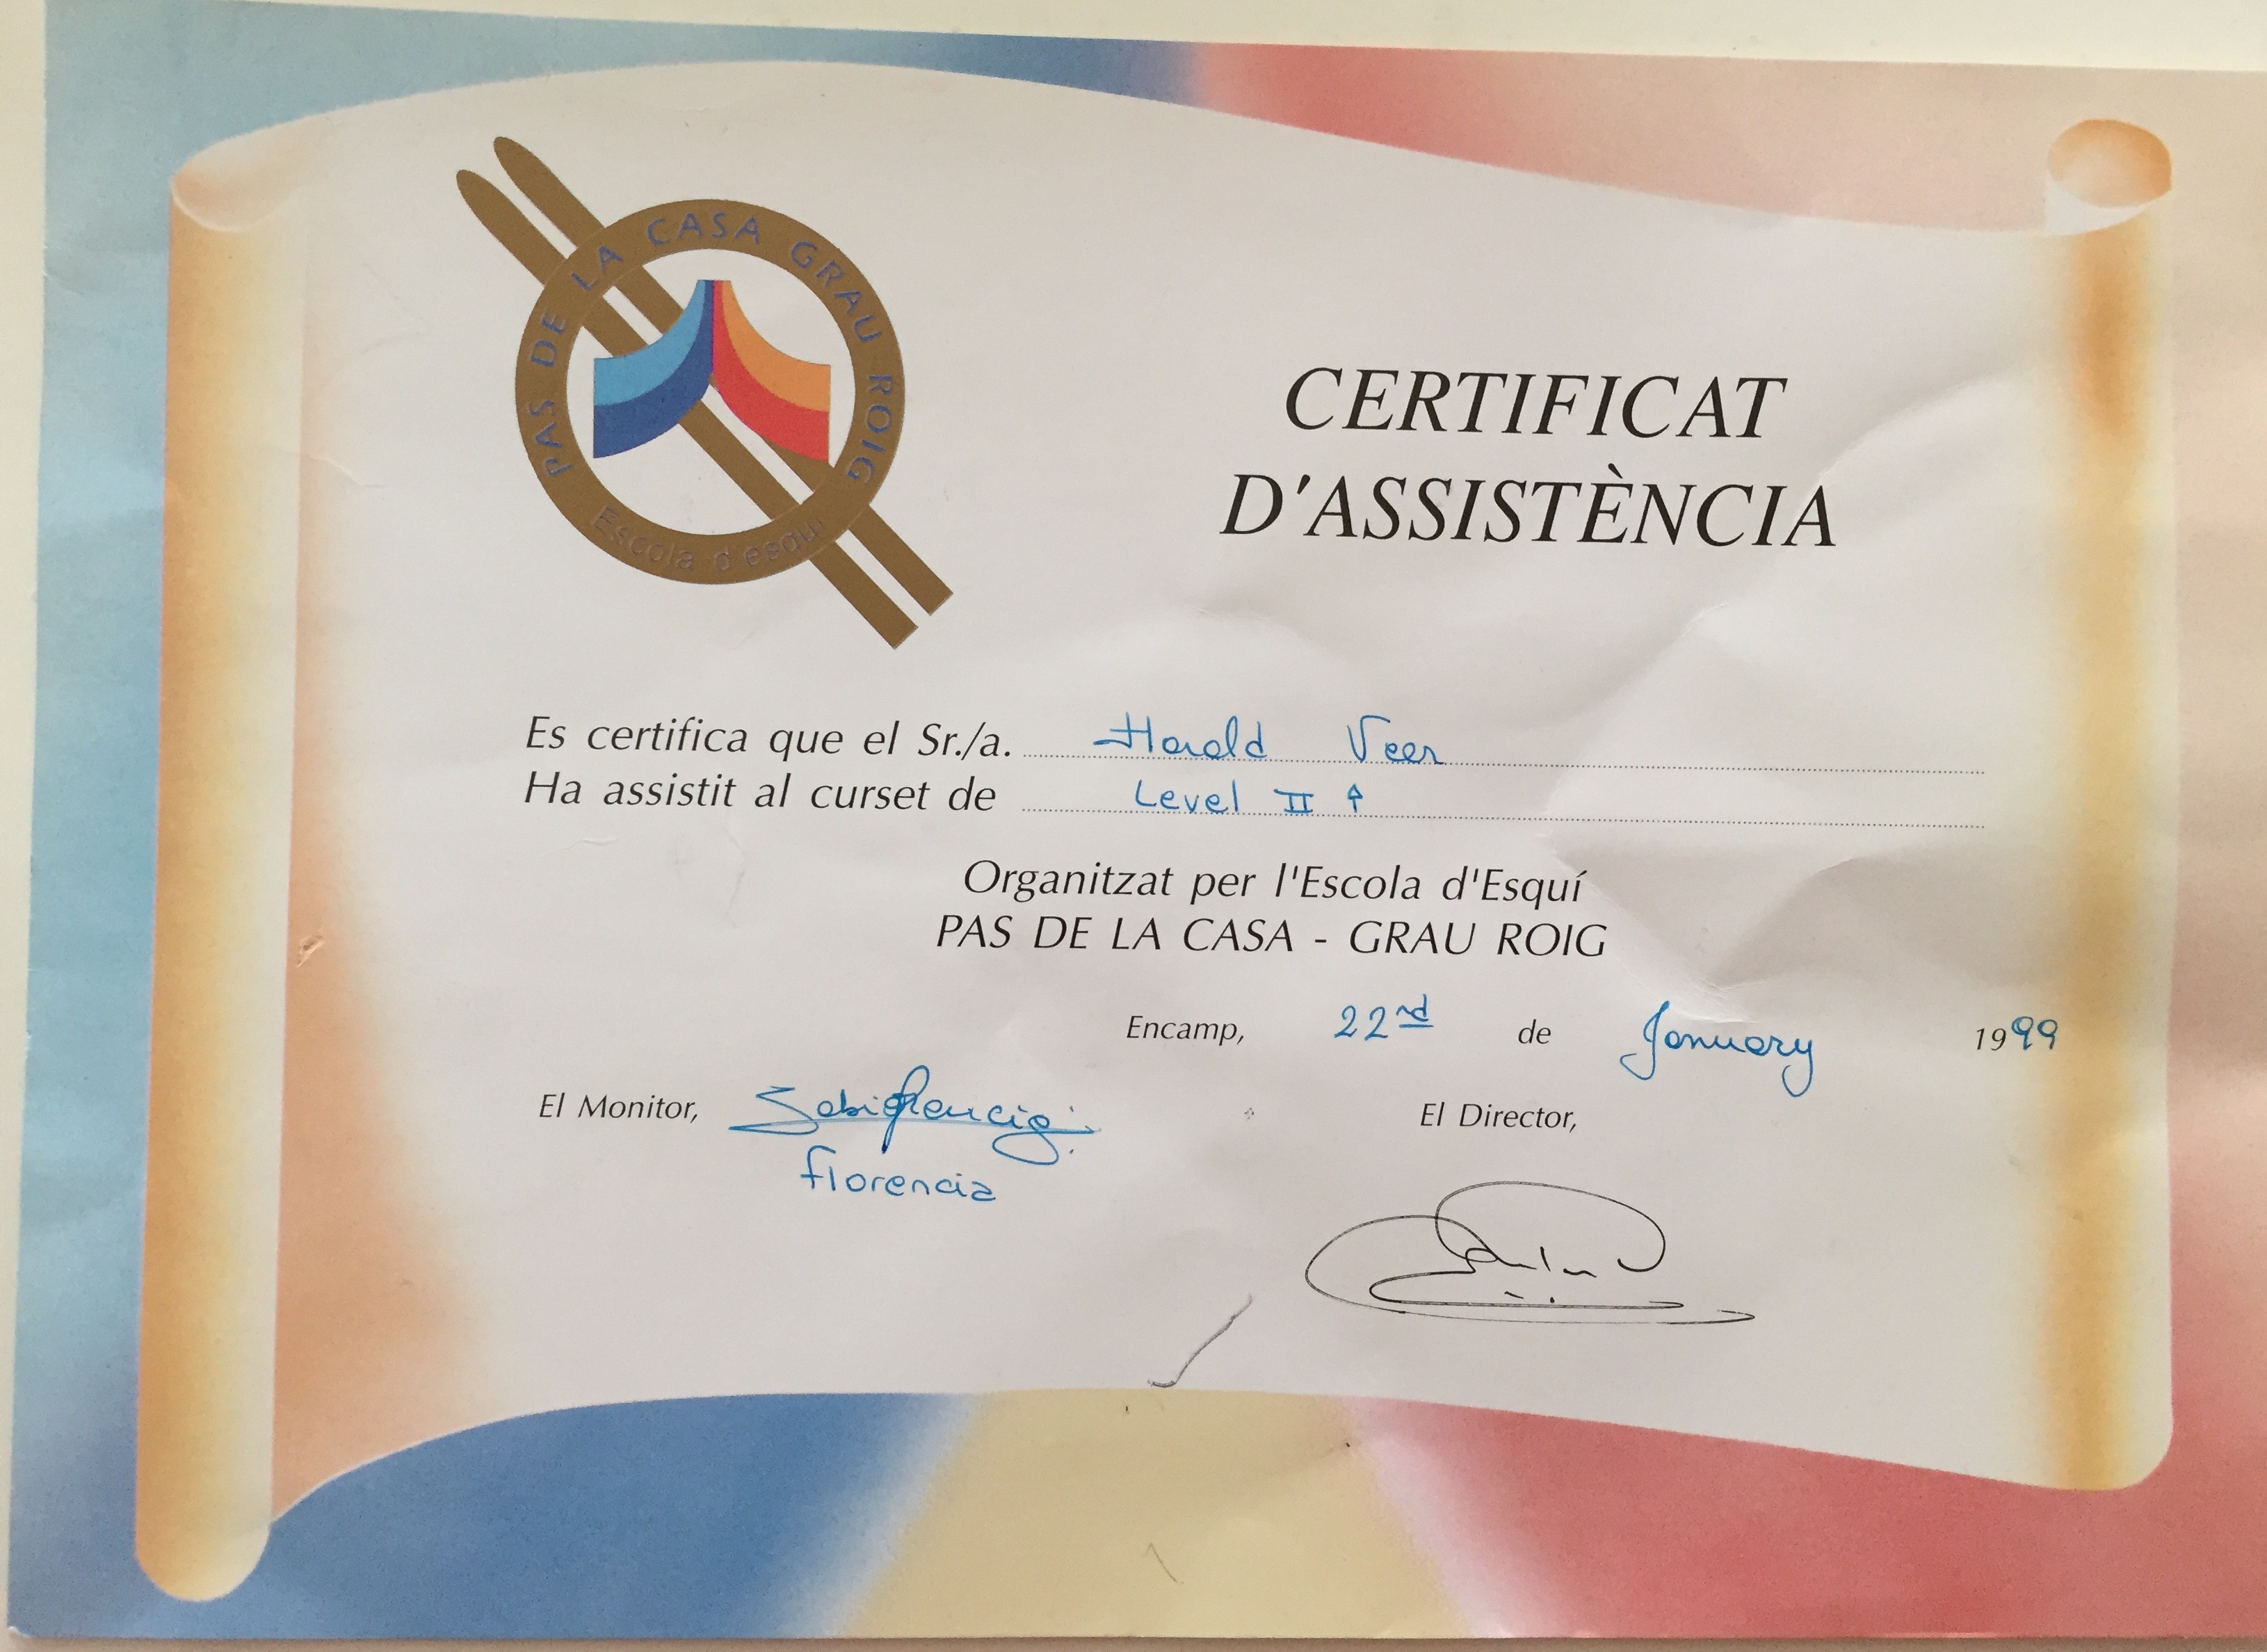 PAS DE LA CASA GRAU ROIG
Escola d'esquí
CERTIFICAT
D'ASSISTÈNCIA
Es certifica que el Sr./a. Harald Veer
Ha assistit al curset de Level II ↑
Organitzat per l'Escola d'Esquí
PAS DE LA CASA - GRAU ROIG
Encamp, 22nd de January 1999
El Monitor,
florencia
El Director,